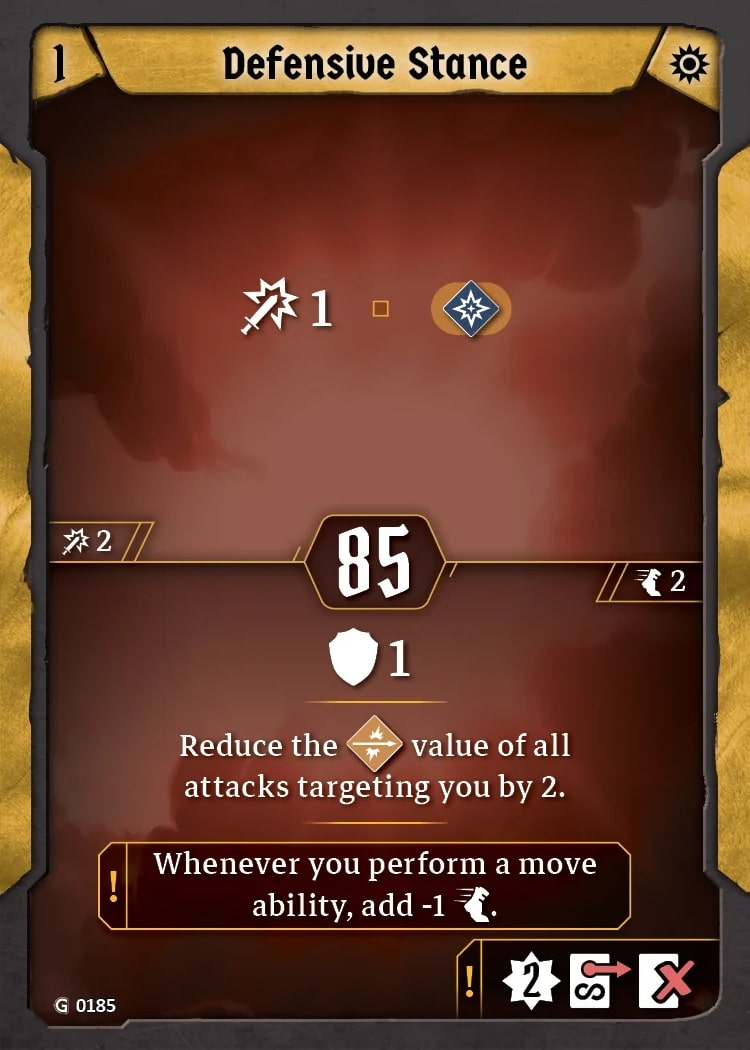 1
Defensive Stance
1
2
85
2
1
Reduce the value of all
attacks targeting you by 2.
! Whenever you perform a move
ability, add -1 .
! 2
G 0185